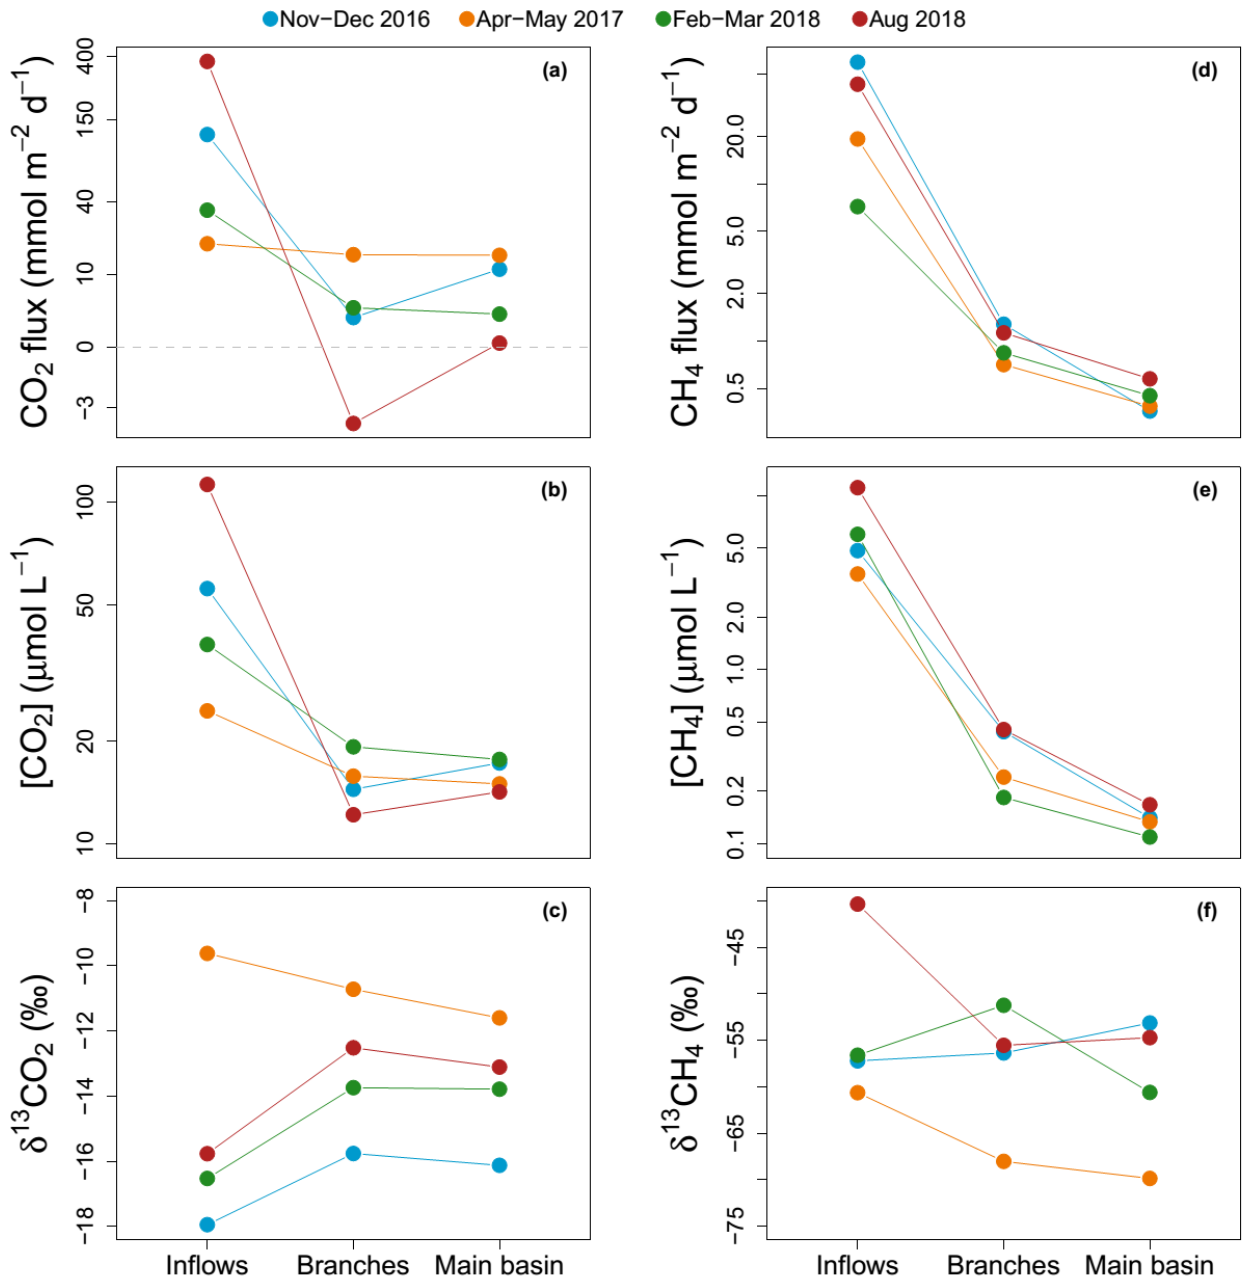 Nov−Dec 2016 Apr−May 2017 Feb−Mar 2018 Aug 2018
(a)
CO₂ flux (mmol m⁻² d⁻¹)
400
150
40
10
0
−3
(d)
CH₄ flux (mmol m⁻² d⁻¹)
20.0
5.0
2.0
0.5
(b)
[CO₂] (µmol L⁻¹)
100
50
20
10
(e)
[CH₄] (µmol L⁻¹)
5.0
2.0
1.0
0.5
0.2
0.1
(c)
δ¹³CO₂ (‰)
−8
−10
−12
−14
−16
−18
Inflows Branches Main basin
(f)
δ¹³CH₄ (‰)
−45
−55
−65
−75
Inflows Branches Main basin